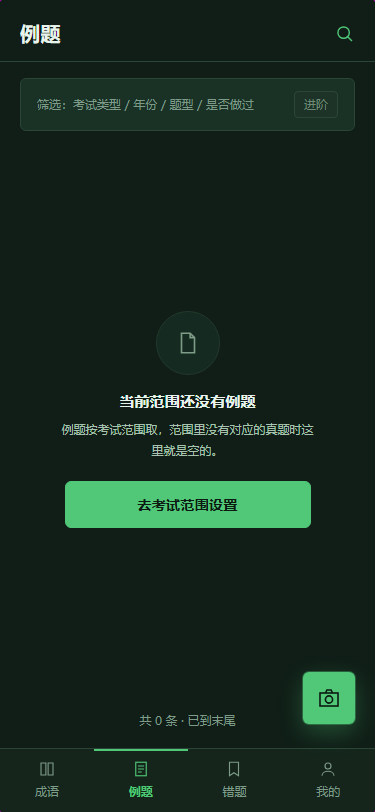 例题
筛选：考试类型 / 年份 / 题型 / 是否做过
进阶
当前范围还没有例题
例题按考试范围取，范围里没有对应的真题时这
里就是空的。
去考试范围设置
共 0 条 · 已到末尾
成语
例题
错题
我的